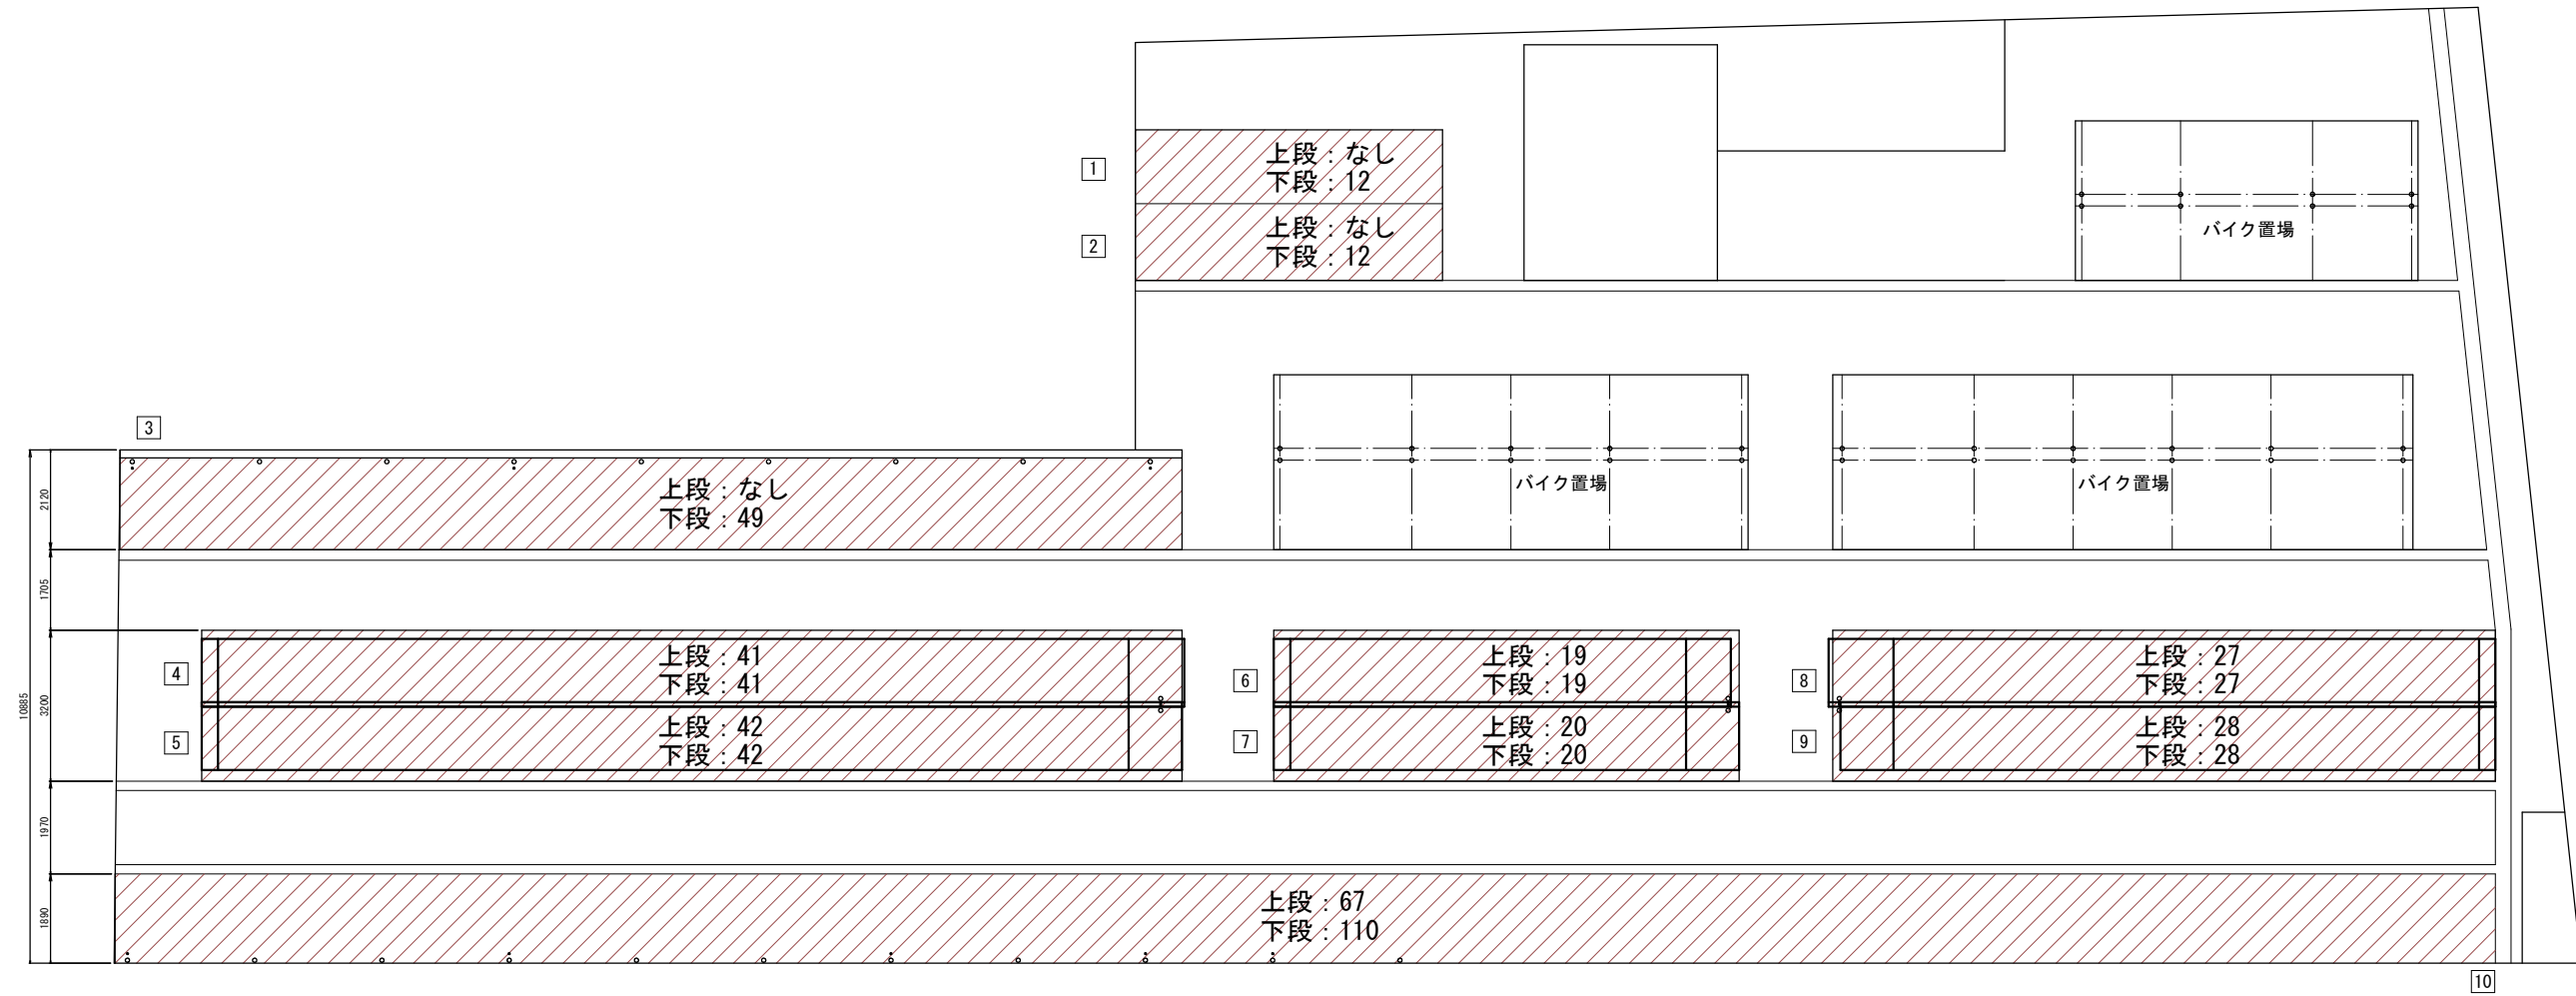 1
上段：なし
下段：12
2
上段：なし
下段：12
バイク置場
3
上段：なし
下段：49
バイク置場
バイク置場
4
上段：41
下段：41
5
上段：42
下段：42
6
上段：19
下段：19
7
上段：20
下段：20
8
上段：27
下段：27
9
上段：28
下段：28
上段：67
下段：110
10
10885
2120
1705
3200
1970
1890